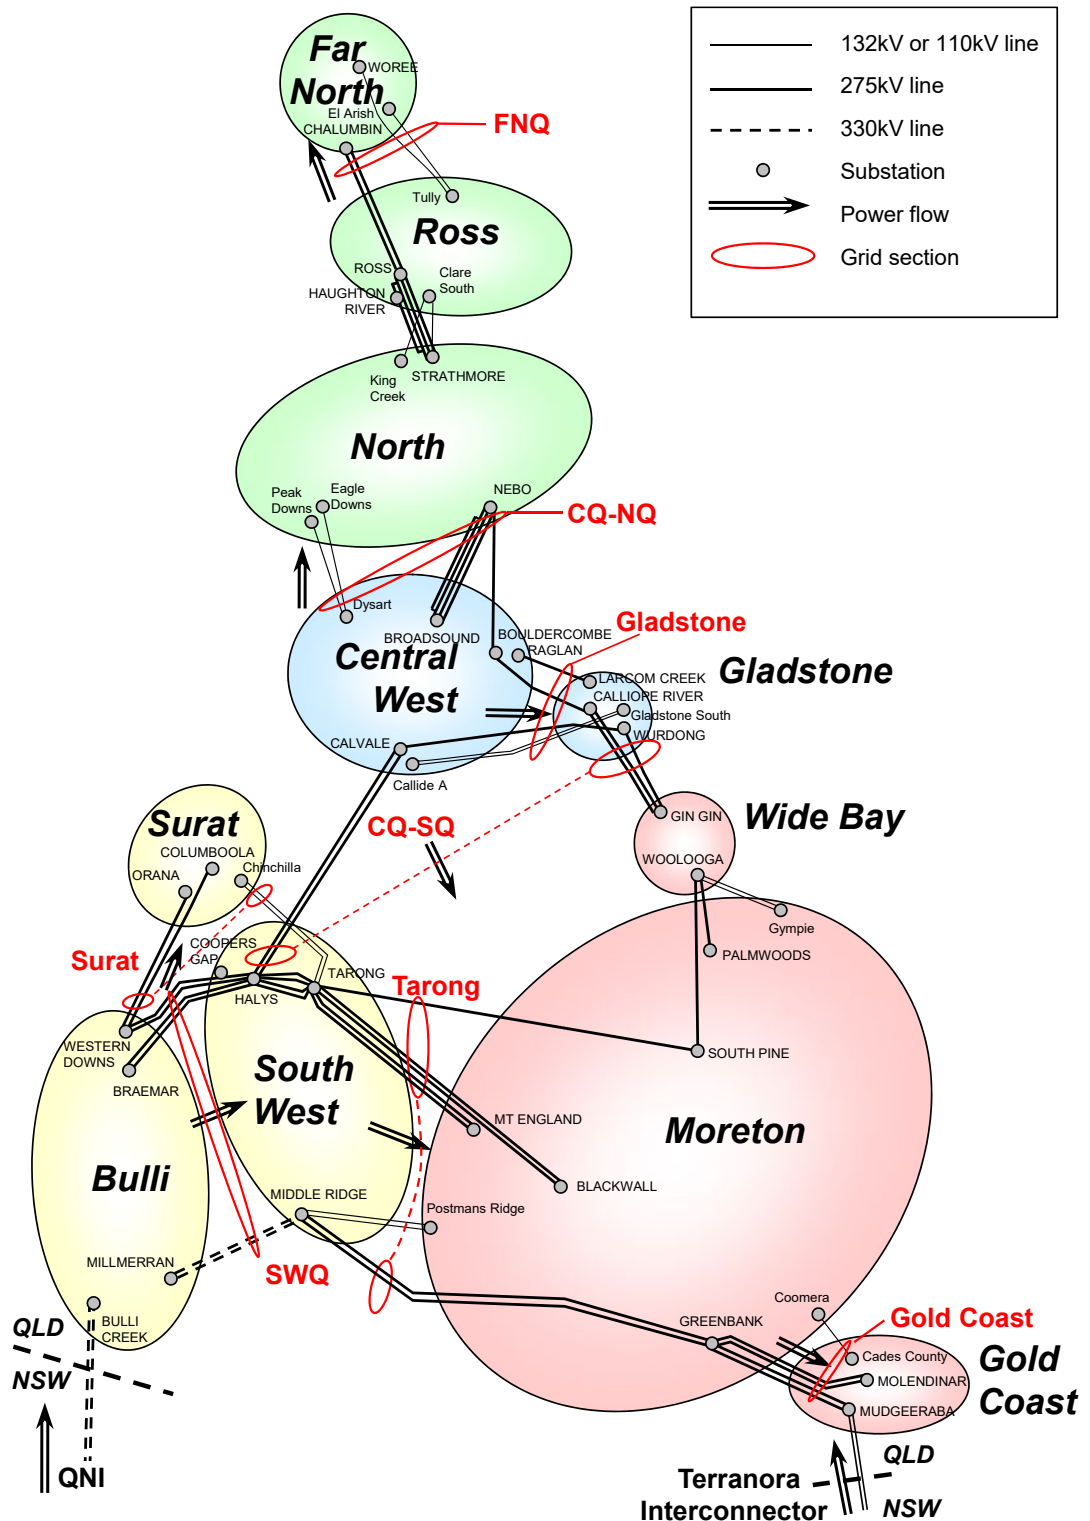 132kV or 110kV line
275kV line
330kV line
Substation
Power flow
Grid section
Far
North
WOREE
El Arish
CHALUMBIN
FNQ
Tully
Ross
ROSS
Clare
South
HAUGHTON
RIVER
King
Creek
STRATHMORE
North
Peak
Downs
Eagle
Downs
NEBO
CQ-NQ
Dysart
BROADSOUND
BOULDERCOMBE
RAGLAN
Gladstone
Central
West
Gladstone
LARCOM CREEK
CALLIOPE RIVER
Gladstone South
WURDONG
CALVALE
Callide A
GIN GIN
Wide Bay
WOOLOOGA
CQ-SQ
Surat
COLUMBOOLA
ORANA
Chinchilla
Gympie
PALMWOODS
Surat
COOPERS
GAP
HALYS
TARONG
Tarong
WESTERN
DOWNS
BRAEMAR
SOUTH PINE
South
West
MT ENGLAND
Moreton
Bulli
BLACKWALL
MIDDLE RIDGE
Postmans Ridge
MILLMERRAN
SWQ
BULLI
CREEK
QLD
NSW
QNI
Coomera
GREENBANK
Gold Coast
Cades County
MOLENDINAR
MUDGEERABA
Gold
Coast
Terranora
Interconnector
QLD
NSW